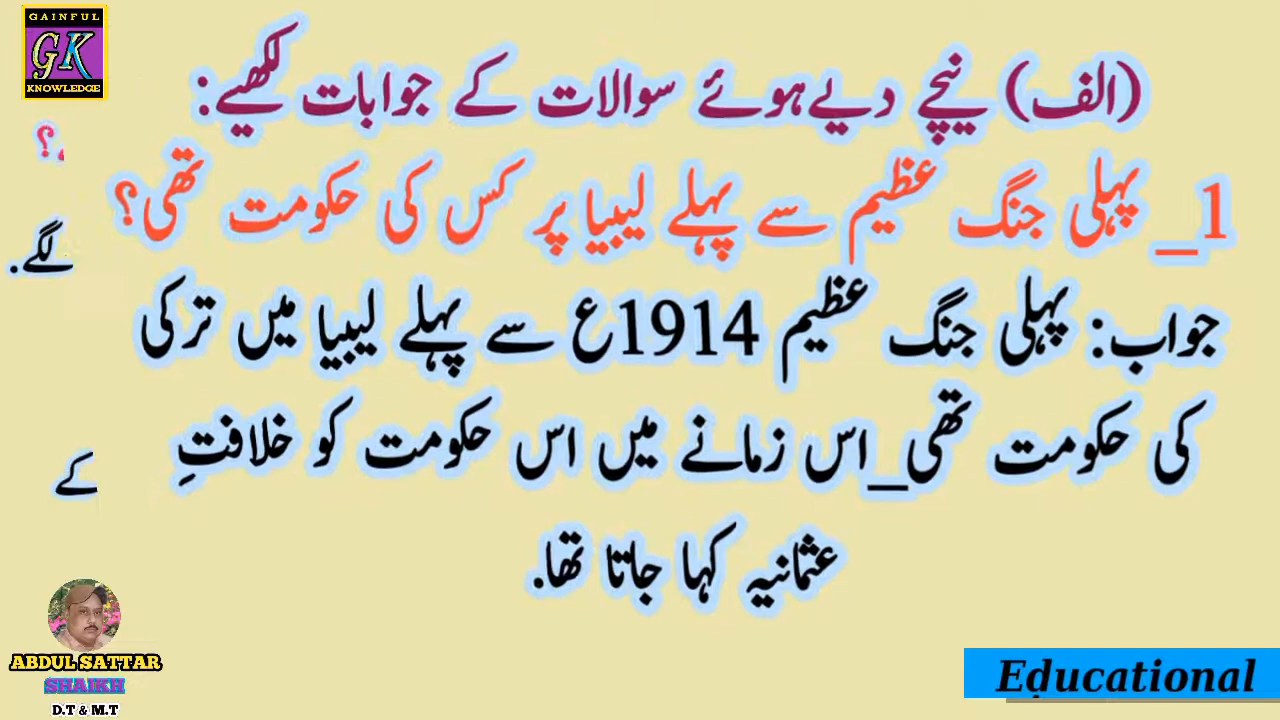 GAINFUL
GK
KNOWLEDGE
(الف) نیچے دیے ہوئے سوالات کے جوابات لکھیے:
؟
1_ پہلی جنگ عظیم سے پہلے لیبیا پر کس کی حکومت تھی؟
لگے.
جواب: پہلی جنگ عظیم 1914ع سے پہلے لیبیا میں ترکی
کی حکومت تھی_اس زمانے میں اس حکومت کو خلافتِ
کے
عثمانیہ کہا جاتا تھا.
ABDUL SATTAR
SHAIKH
D.T & M.T
Educational